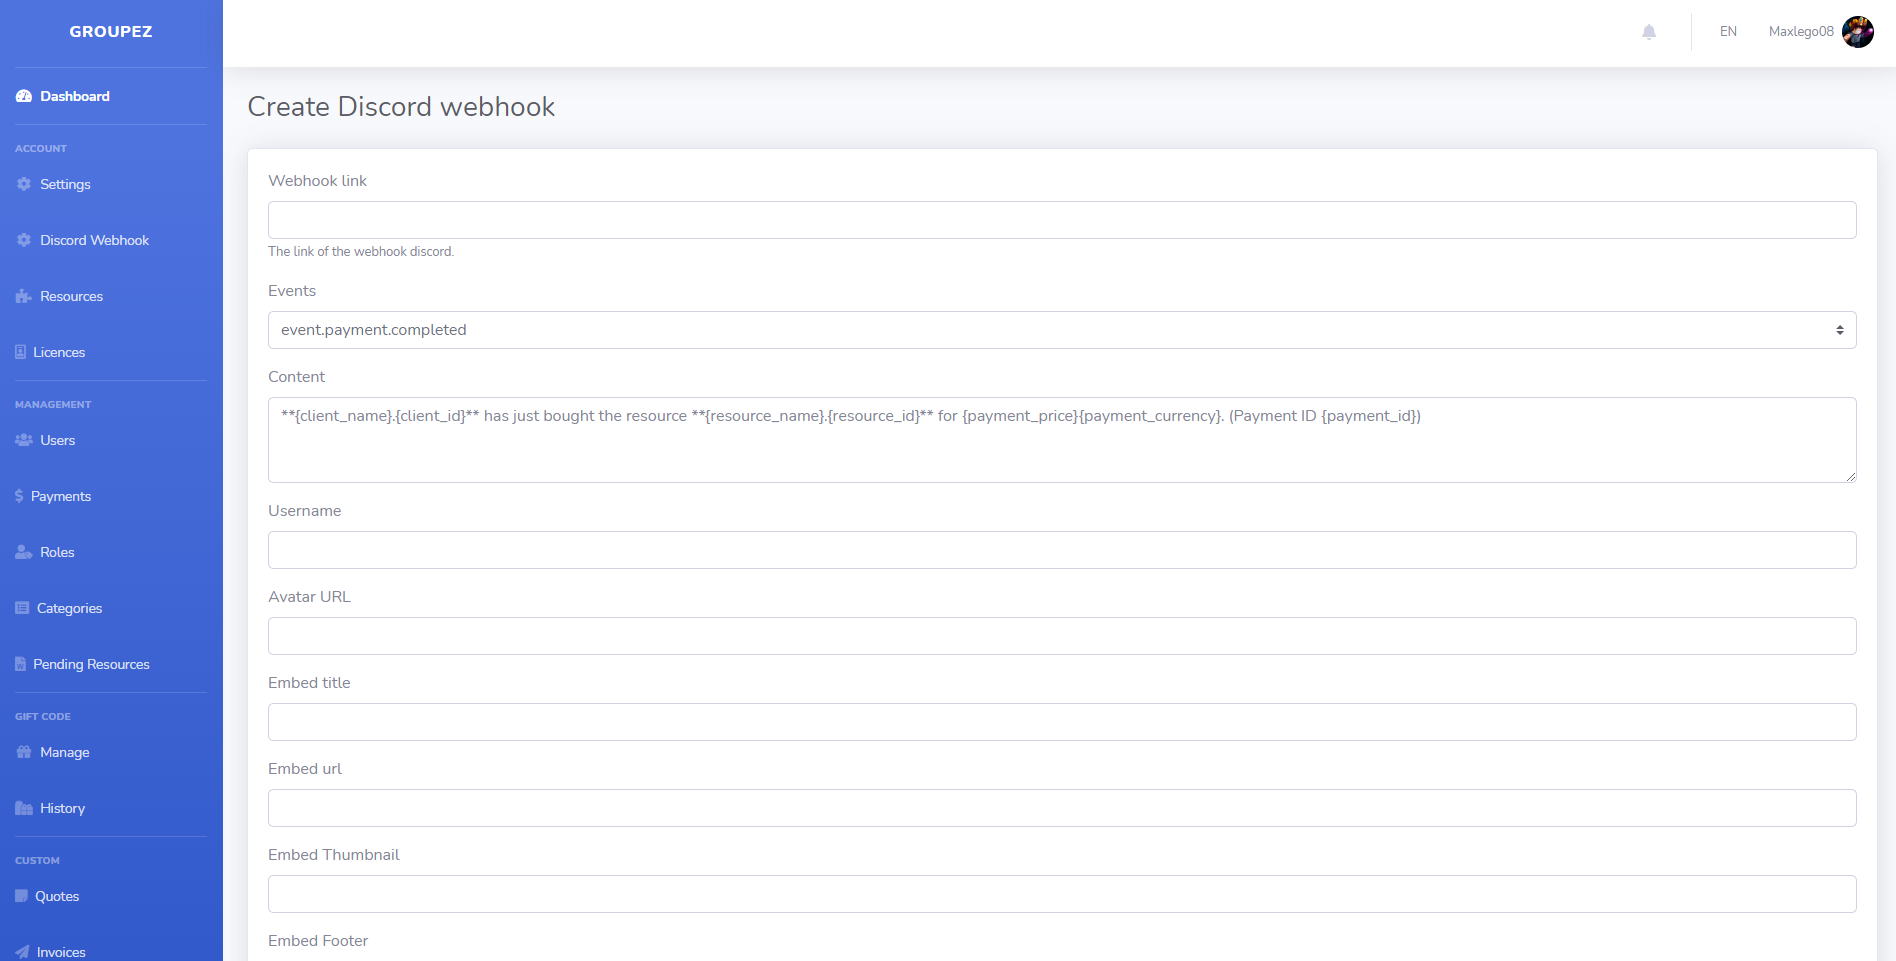 GROUPEZ
Dashboard
ACCOUNT
Settings
Discord Webhook
Resources
Licences
MANAGEMENT
Users
Payments
Roles
Categories
Pending Resources
GIFT CODE
Manage
History
CUSTOM
Quotes
Invoices
EN
Maxlego08
Create Discord webhook
Webhook link
The link of the webhook discord.
Events
event.payment.completed
Content
**{client_name}.{client_id}** has just bought the resource **{resource_name}.{resource_id}** for {payment_price}{payment_currency}. (Payment ID {payment_id})
Username
Avatar URL
Embed title
Embed url
Embed Thumbnail
Embed Footer